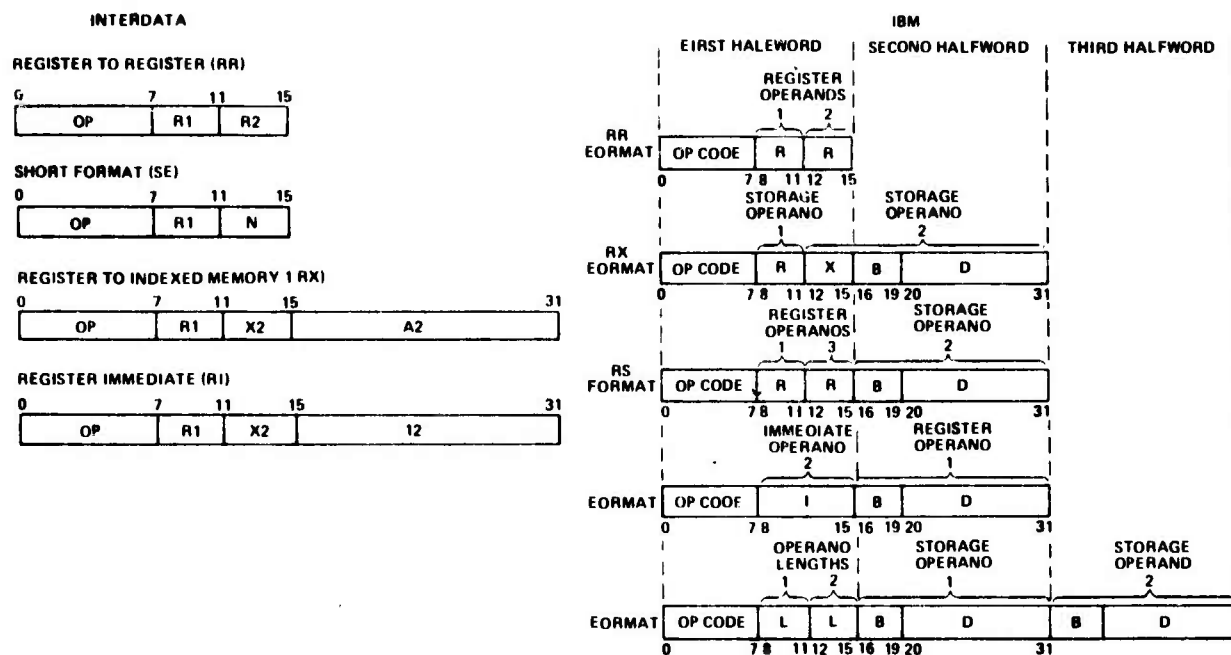 INTERDATA
REGISTER TO REGISTER (RR)
G 7 11 15
OP R1 R2
SHORT FORMAT (SE)
0 7 11 15
OP R1 N
REGISTER TO INDEXED MEMORY 1 RX)
0 7 11 15 31
OP R1 X2 A2
REGISTER IMMEDIATE (RI)
0 7 11 15 31
OP R1 X2 12
IBM
EIRST HALEWORD SECOND HALFWORD THIRD HALFWORD
REGISTER
OPERANDS
1 2
RR
EORMAT OP COOE R R
0 7 8 11 12 15
STORAGE STORAGE
OPERANO OPERANO
1 2
RX
EORMAT OP CODE R X B D
0 7 8 11 12 15 16 19 20 31
REGISTER STORAGE
OPERANOS OPERANO
1 3 2
RS
FORMAT OP CODE R R B D
0 7 8 11 12 15 16 19 20 31
IMMEOIATE REGISTER
OPERANO OPERANO
2 1
EORMAT OP COOE I B D
0 7 8 15 16 19 20 31
OPERANO STORAGE STORAGE
LENGTHS OPERANO OPERAND
1 2 1 2
EORMAT OP CODE L L B D B D
0 7 8 11 12 15 16 19 20 31